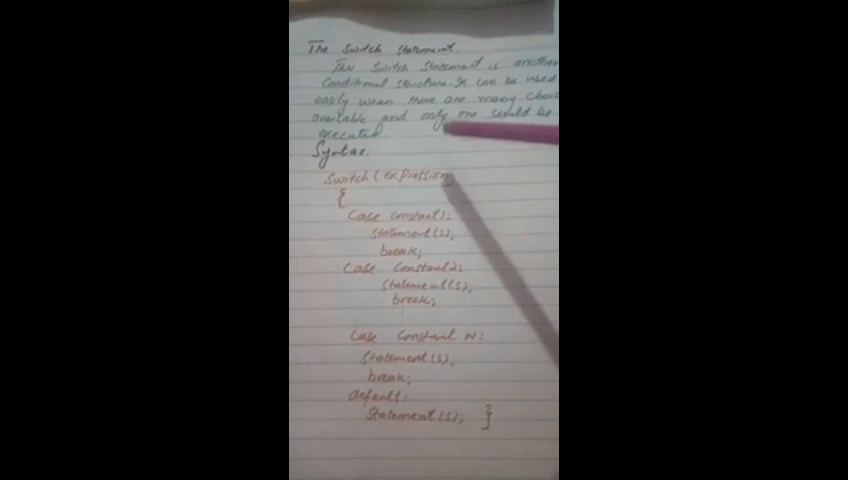 The Switch Statement.
The Switch Statement is another
Conditional structure. It can be used
easily when there are many choic
available and only one should be
executed
Syntax.
Switch (expression)
{
Case constant1:
Statement(s);
break;
Case Constant2:
Statement(s);
break;
Case Constant N:
Statement(s);
break;
default:
Statement(s); }